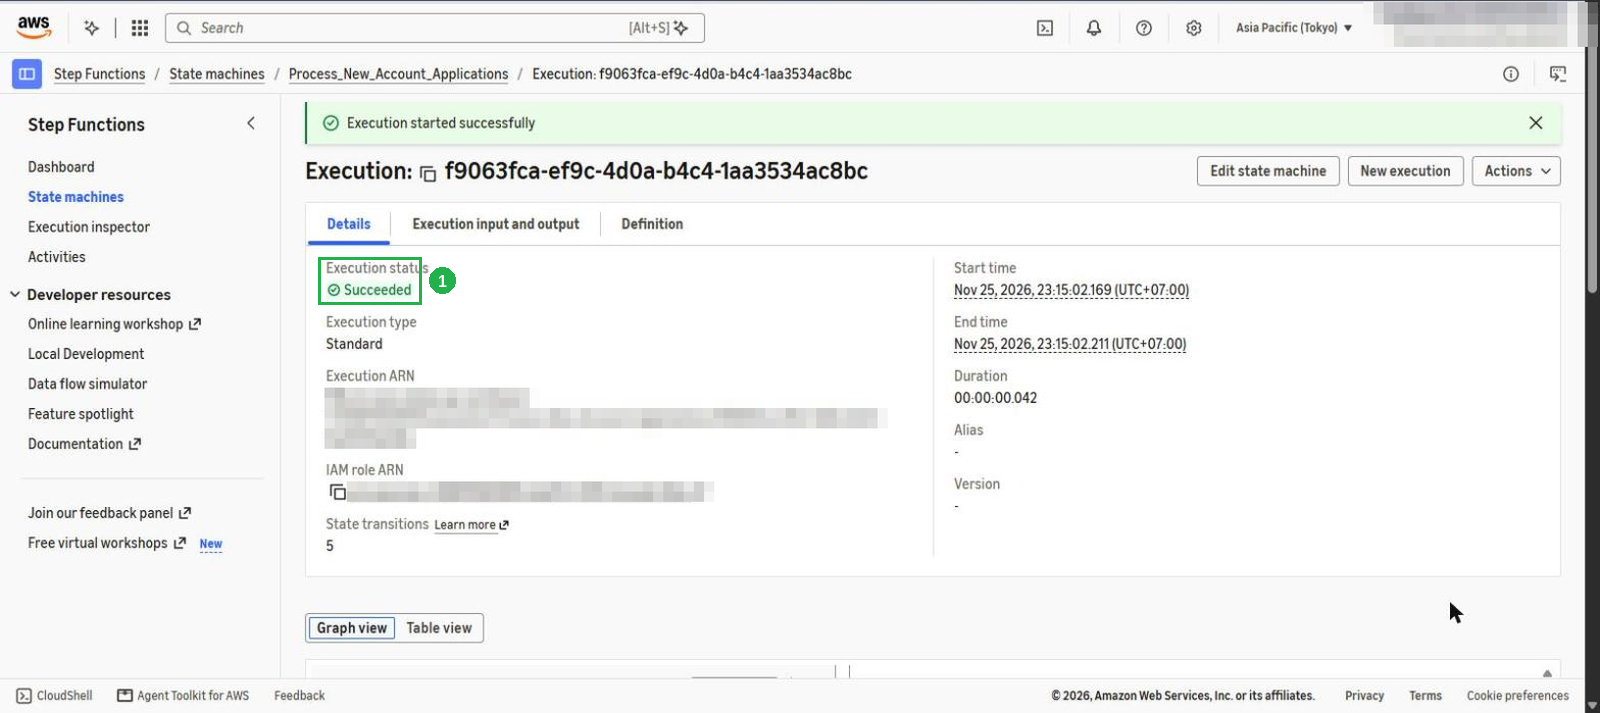 aws
Search [Alt+S]
Asia Pacific (Tokyo)
Step Functions / State machines / Process_New_Account_Applications / Execution: f9063fca-ef9c-4d0a-b4c4-1aa3534ac8bc
Step Functions
Dashboard
State machines
Execution inspector
Activities
Developer resources
Online learning workshop
Local Development
Data flow simulator
Feature spotlight
Documentation
Join our feedback panel
Free virtual workshops New
Execution started successfully
Execution: f9063fca-ef9c-4d0a-b4c4-1aa3534ac8bc
Edit state machine
New execution
Actions
Details
Execution input and output
Definition
Execution status
Succeeded
1
Execution type
Standard
Execution ARN
IAM role ARN
State transitions Learn more
5
Start time
Nov 25, 2026, 23:15:02.169 (UTC+07:00)
End time
Nov 25, 2026, 23:15:02.211 (UTC+07:00)
Duration
00:00:00.042
Alias
-
Version
-
Graph view
Table view
CloudShell
Agent Toolkit for AWS
Feedback
© 2026, Amazon Web Services, Inc. or its affiliates.
Privacy
Terms
Cookie preferences